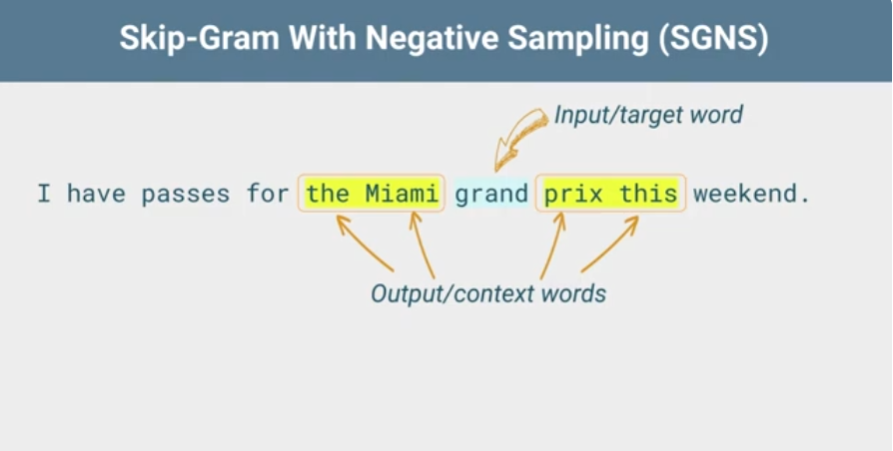 Skip-Gram With Negative Sampling (SGNS)
Input/target word
I have passes for the Miami grand prix this weekend.
Output/context words